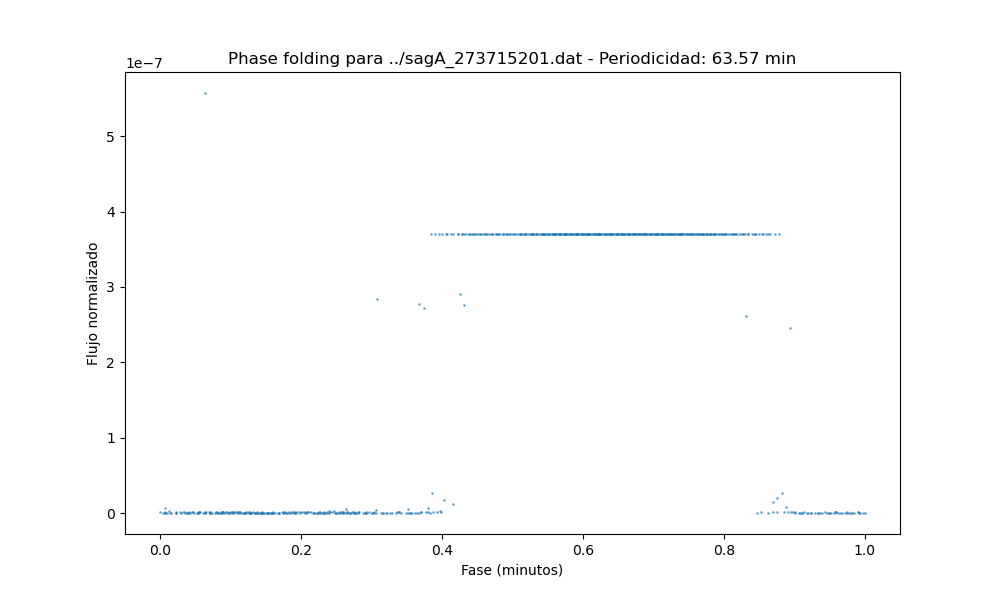 Phase folding para ../sagA_273715201.dat - Periodicidad: 63.57 min
1e−7
5
4
3
2
1
0
Flujo normalizado
0.0 0.2 0.4 0.6 0.8 1.0
Fase (minutos)